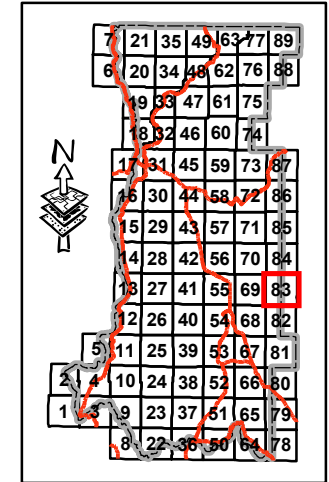 7 21 35 49 63 77 89
6 20 34 48 62 76 88
19 33 47 61 75
18 32 46 60 74
17 31 45 59 73 87
N
16 30 44 58 72 86
15 29 43 57 71 85
14 28 42 56 70 84
13 27 41 55 69 83
12 26 40 54 68 82
5 11 25 39 53 67 81
2 4 10 24 38 52 66 80
1 3 9 23 37 51 65 79
8 22 36 50 64 78